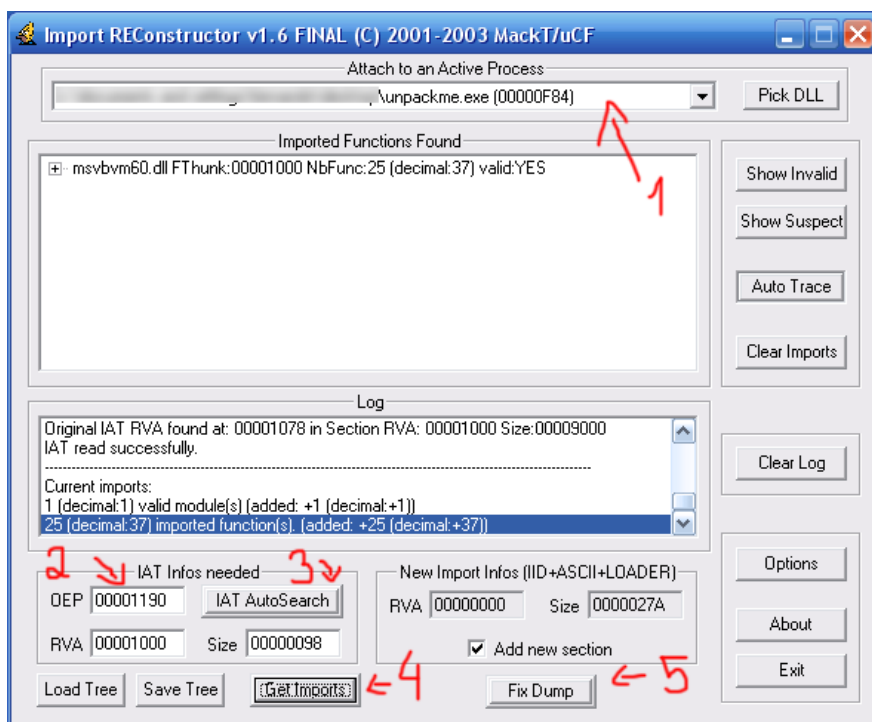 Import REConstructor v1.6 FINAL (C) 2001-2003 MackT/uCF
Attach to an Active Process
\unpackme.exe (00000F84)
Pick DLL
1
Imported Functions Found
msvbvm60.dll FThunk:00001000 NbFunc:25 (decimal:37) valid:YES
Show Invalid
Show Suspect
Auto Trace
Clear Imports
Log
Original IAT RVA found at: 00001078 in Section RVA: 00001000 Size:00009000
IAT read successfully.
Current imports:
1 (decimal:1) valid module(s) (added: +1 (decimal:+1))
25 (decimal:37) imported function(s). (added: +25 (decimal:+37))
Clear Log
2
IAT Infos needed
3
OEP 00001190 IAT AutoSearch
RVA 00001000 Size 00000098
New Import Infos (IID+ASCII+LOADER)
RVA 00000000 Size 0000027A
Add new section
Options
About
Exit
Load Tree
Save Tree
Get Imports
4
Fix Dump
5